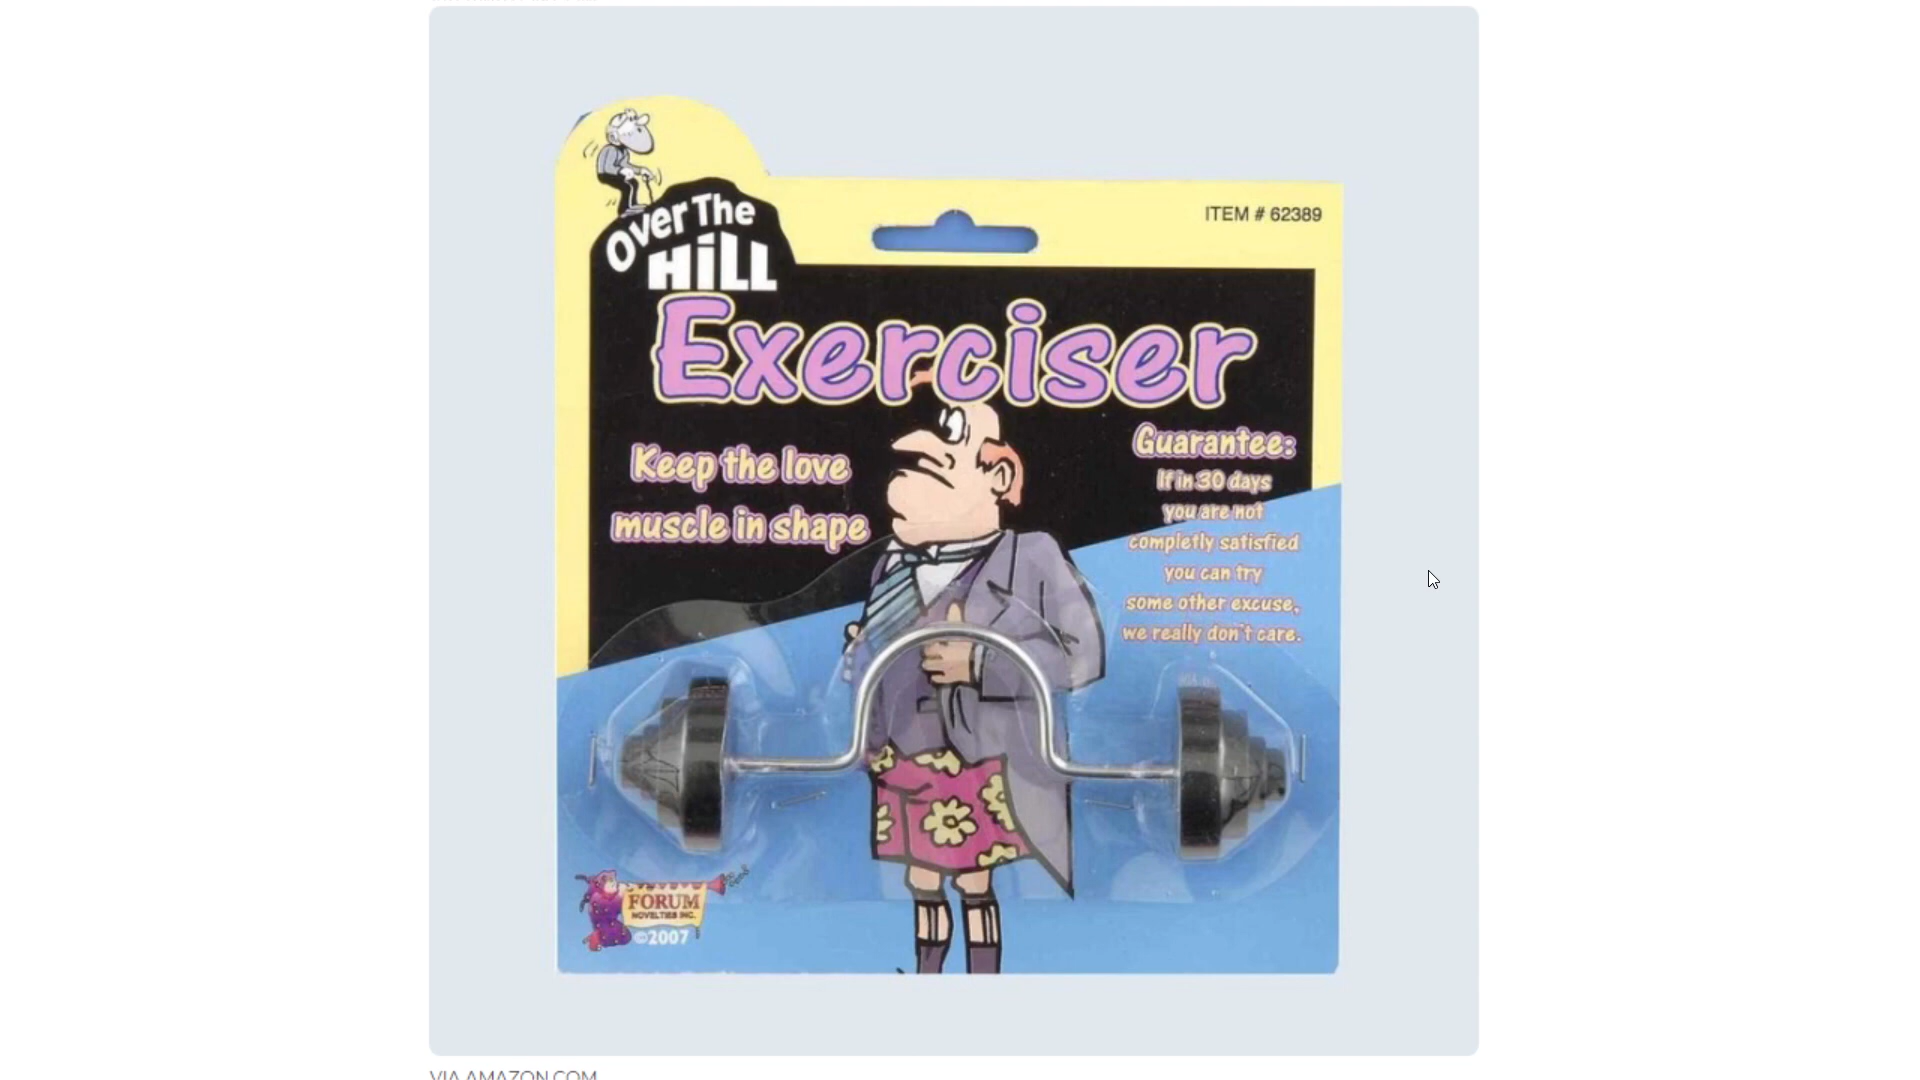 Over The
HiLL
ITEM # 62389
Exerciser
Keep the love
muscle in shape
Guarantee:
If in 30 days
you are not
completly satisfied
you can try
some other excuse,
we really don't care.
FORUM
NOVELTIES INC.
©2007
VIA AMAZON.COM